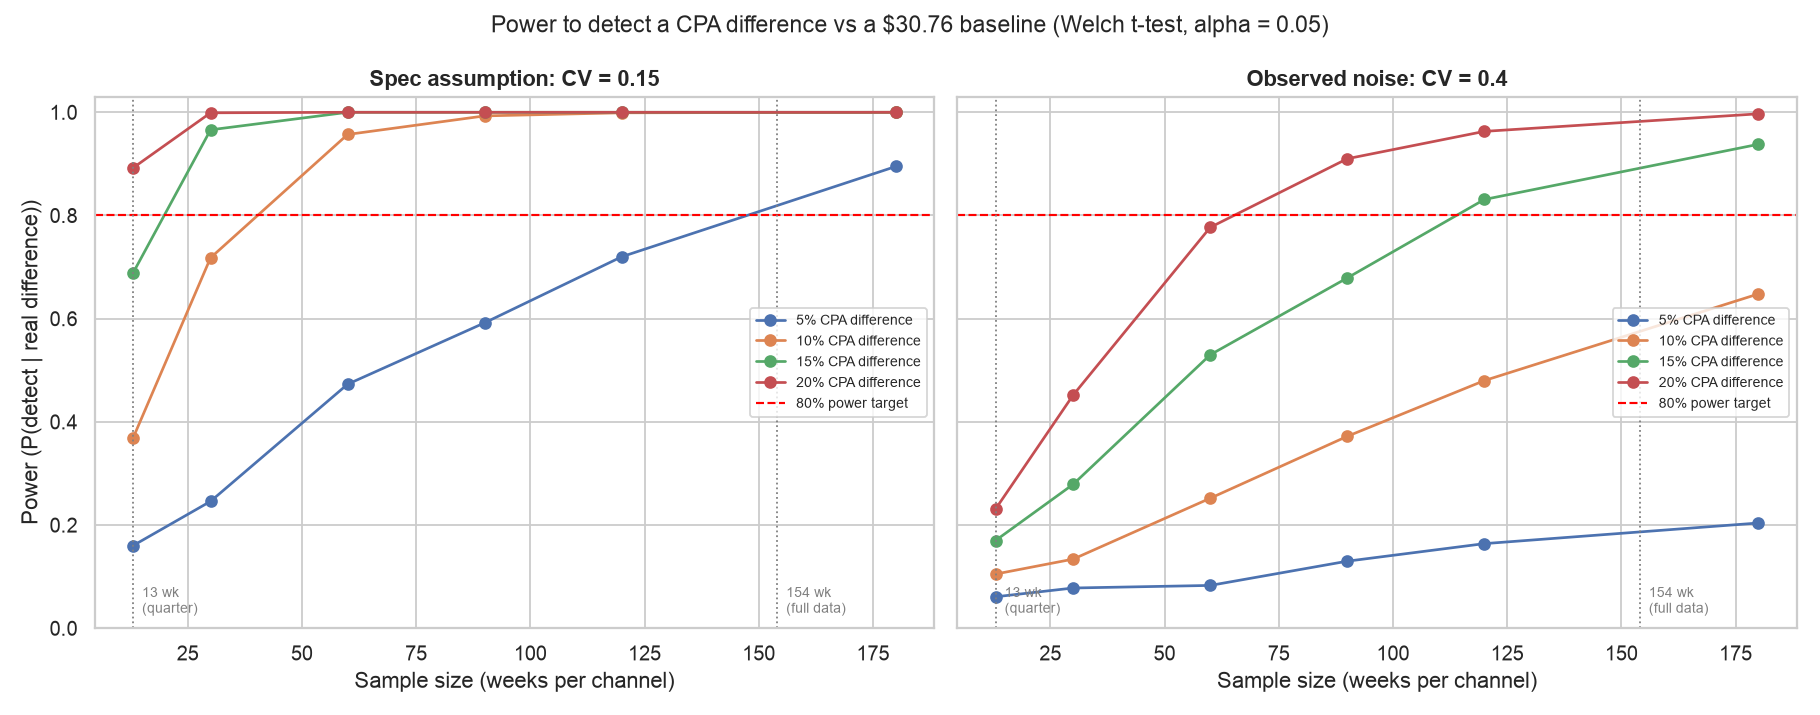 Power to detect a CPA difference vs a $30.76 baseline (Welch t-test, alpha = 0.05)
Spec assumption: CV = 0.15
Power (P(detect | real difference))
1.0
0.8
0.6
0.4
0.2
0.0
5% CPA difference
10% CPA difference
15% CPA difference
20% CPA difference
80% power target
13 wk
(quarter)
154 wk
(full data)
25
50
75
100
125
150
175
Sample size (weeks per channel)
Observed noise: CV = 0.4
5% CPA difference
10% CPA difference
15% CPA difference
20% CPA difference
80% power target
13 wk
(quarter)
154 wk
(full data)
25
50
75
100
125
150
175
Sample size (weeks per channel)